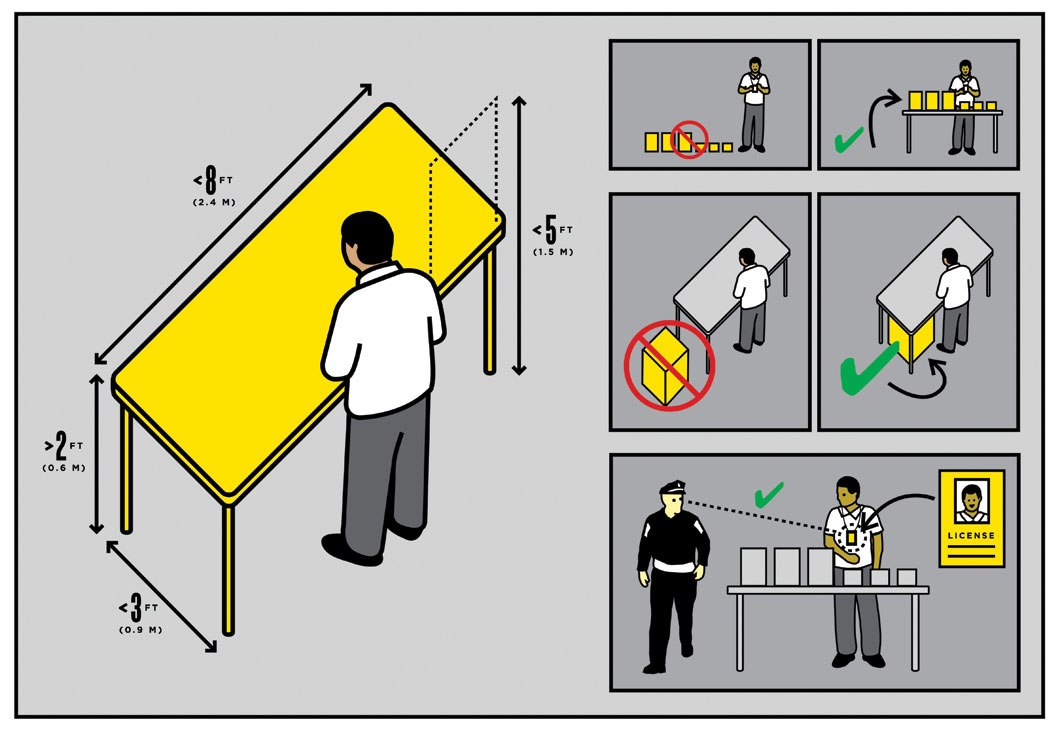 <8 FT
(2.4 M)
<5 FT
(1.5 M)
>2 FT
(0.6 M)
<3 FT
(0.9 M)
LICENSE